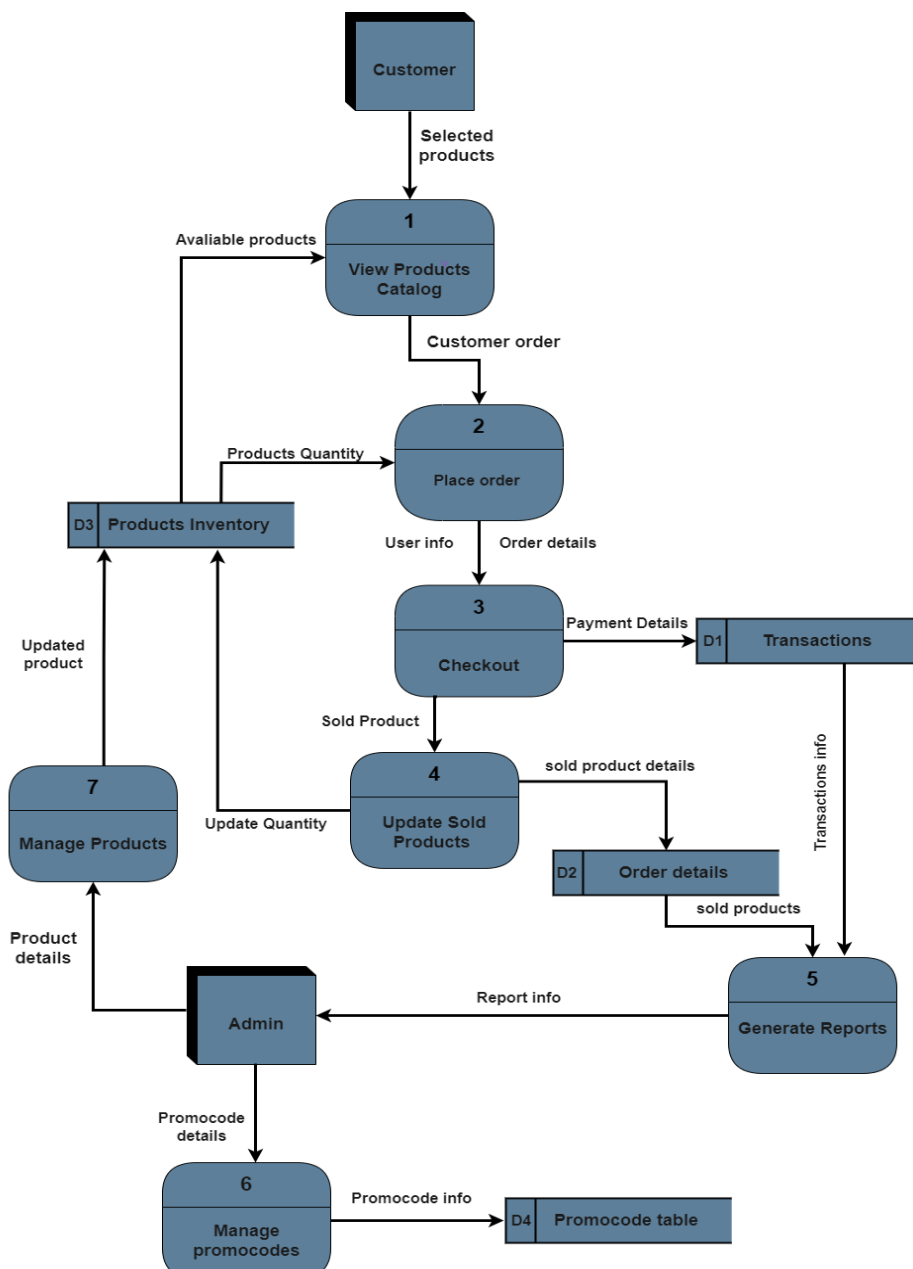 Customer
Selected
products
1
Avaliable products
View Products
Catalog
Customer order
2
Products Quantity
Place order
D3
Products Inventory
User info
Order details
3
Payment Details
Checkout
D1
Transactions
Updated
product
Sold Product
4
sold product details
Transactions info
7
Manage Products
Update Quantity
Update Sold
Products
D2
Order details
sold products
Product
details
5
Report info
Admin
Generate Reports
Promocode
details
6
Promocode info
Manage
promocodes
D4
Promocode table